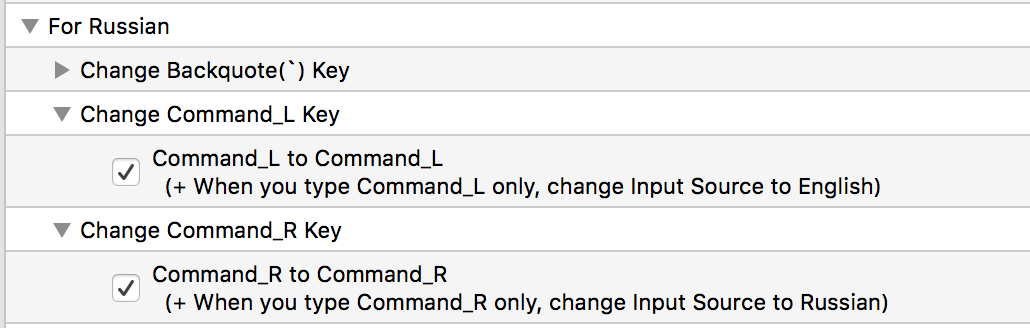 For Russian
Change Backquote(`) Key
Change Command_L Key
Command_L to Command_L
(+ When you type Command_L only, change Input Source to English)
Change Command_R Key
Command_R to Command_R
(+ When you type Command_R only, change Input Source to Russian)